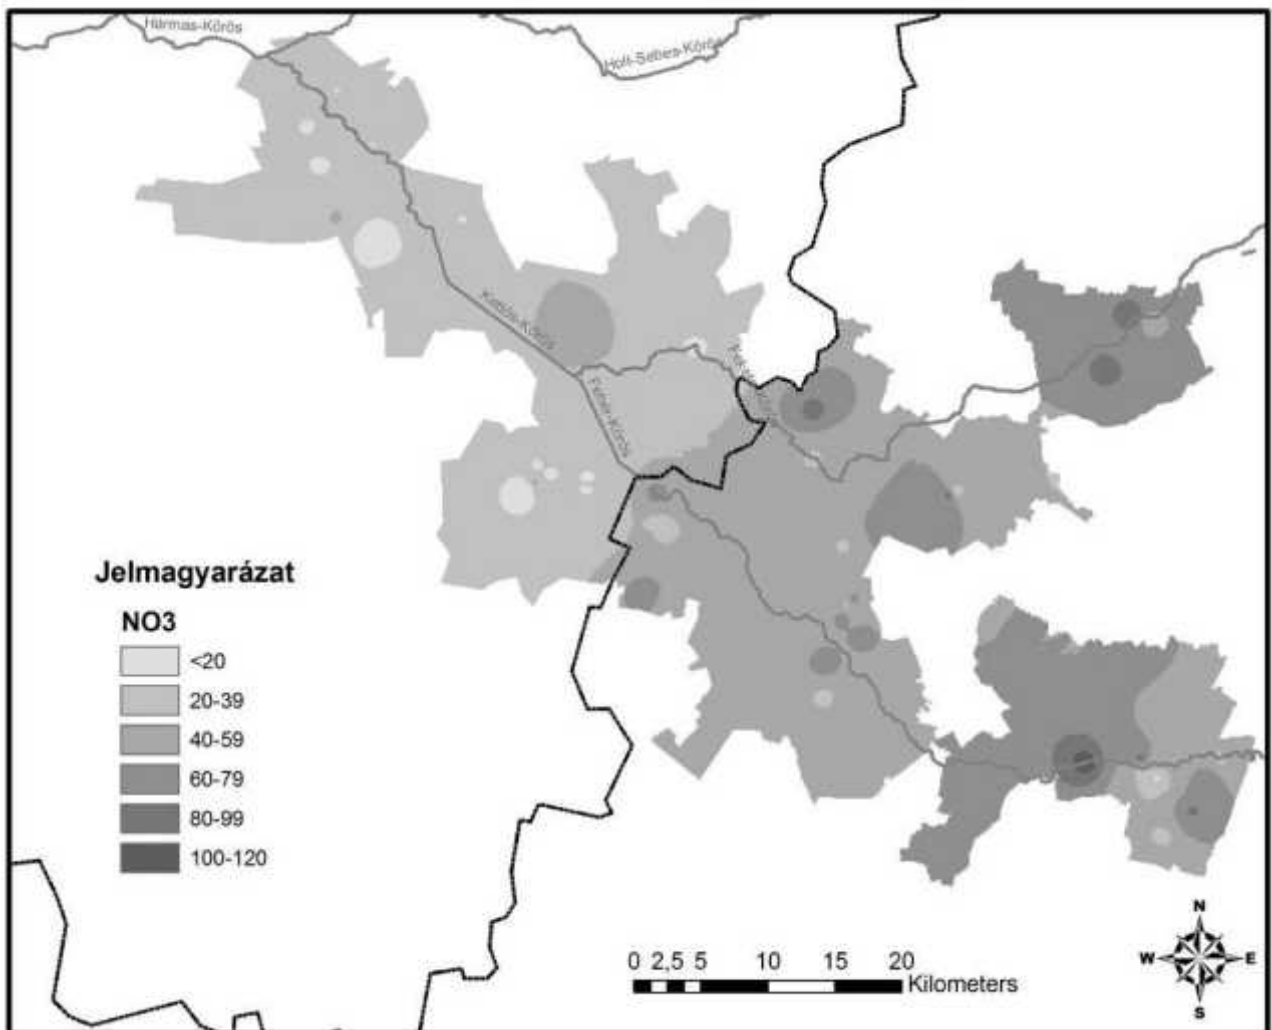 Hármas-Körös
Holt-Sebes-Körös
Kettős-Körös
Fehér-Körös
Jelmagyarázat
NO3
<20
20-39
40-59
60-79
80-99
100-120
0 2,5 5 10 15 20
Kilometers
N
W E
S